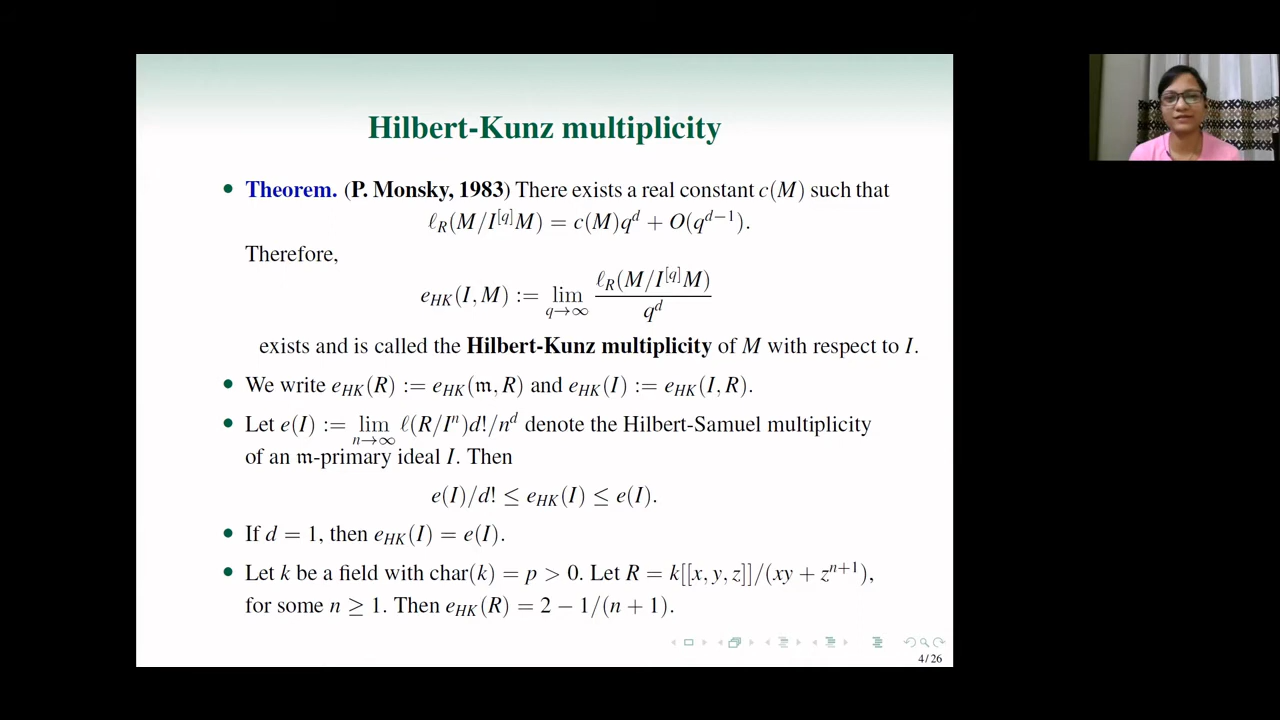 Hilbert-Kunz multiplicity
• Theorem. (P. Monsky, 1983) There exists a real constant c(M) such that
ℓ_R(M/I^{[q]}M) = c(M)q^d + O(q^{d−1}).
Therefore,
e_{HK}(I, M) := lim_{q→∞} ℓ_R(M/I^{[q]}M) / q^d
exists and is called the Hilbert-Kunz multiplicity of M with respect to I.
• We write e_{HK}(R) := e_{HK}(𝔪, R) and e_{HK}(I) := e_{HK}(I, R).
• Let e(I) := lim_{n→∞} ℓ(R/I^n)d!/n^d denote the Hilbert-Samuel multiplicity
of an 𝔪-primary ideal I. Then
e(I)/d! ≤ e_{HK}(I) ≤ e(I).
• If d = 1, then e_{HK}(I) = e(I).
• Let k be a field with char(k) = p > 0. Let R = k[[x, y, z]]/(xy + z^{n+1}),
for some n ≥ 1. Then e_{HK}(R) = 2 − 1/(n + 1).
4/26